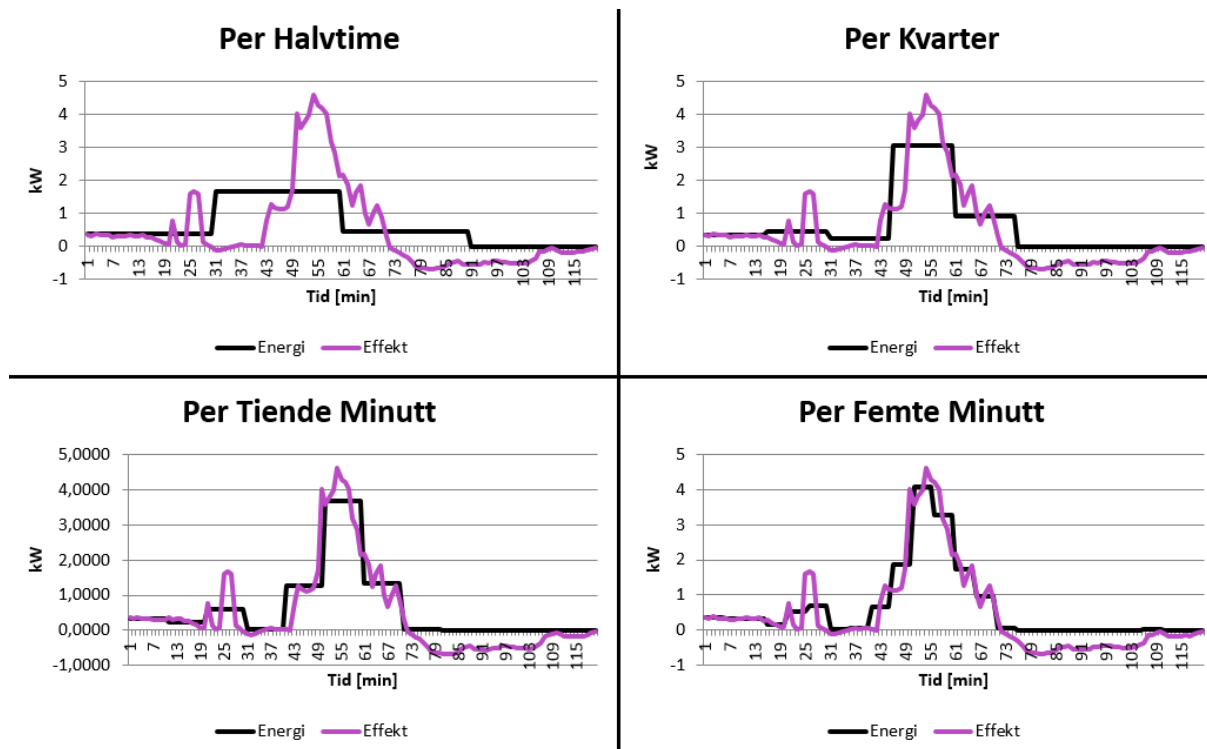 Per Halvtime
kW
5
4
3
2
1
0
-1
1 7 13 19 25 31 37 43 49 55 61 67 73 79 85 91 97 103 109 115
Tid [min]
Energi Effekt
Per Kvarter
kW
5
4
3
2
1
0
-1
1 7 13 19 25 31 37 43 49 55 61 67 73 79 85 91 97 103 109 115
Tid [min]
Energi Effekt
Per Tiende Minutt
kW
5,0000
4,0000
3,0000
2,0000
1,0000
0,0000
-1,0000
1 7 13 19 25 31 37 43 49 55 61 67 73 79 85 91 97 103 109 115
Tid [min]
Energi Effekt
Per Femte Minutt
kW
5
4
3
2
1
0
-1
1 7 13 19 25 31 37 43 49 55 61 67 73 79 85 91 97 103 109 115
Tid [min]
Energi Effekt